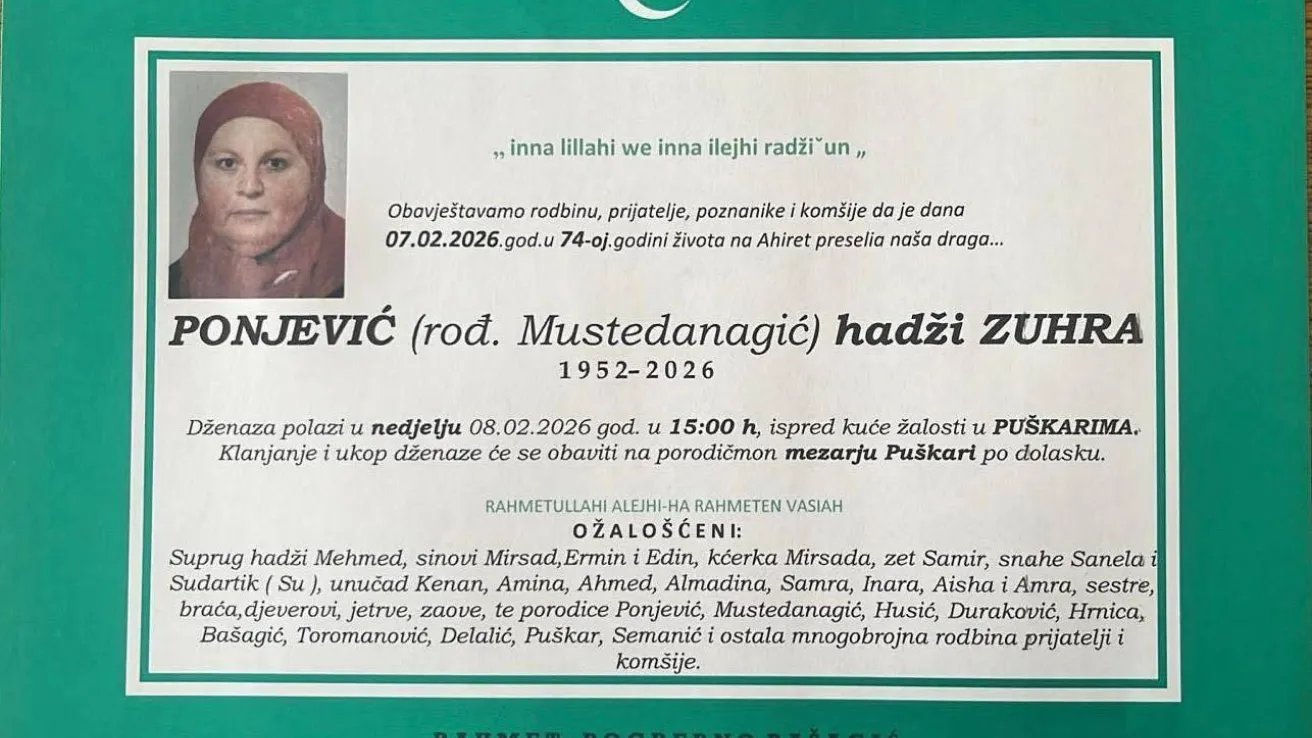 „ inna lillahi we inna ilejhi radžiˇun „
Obavještavamo rodbinu, prijatelje, poznanike i komšije da je dana
07.02.2026.god.u 74-oj.godini života na Ahiret preselia naša draga...
PONJEVIĆ (rođ. Mustedanagić) hadži ZUHRA
1952–2026
Dženaza polazi u nedjelju 08.02.2026 god. u 15:00 h, ispred kuće žalosti u PUŠKARIMA.
Klanjanje i ukop dženaze će se obaviti na porodičmon mezarju Puškari po dolasku.
RAHMETULLAHI ALEJHI-HA RAHMETEN VASIAH
OŽALOŠĆENI:
Suprug hadži Mehmed, sinovi Mirsad,Ermin i Edin, kćerka Mirsada, zet Samir, snahe Sanela i
Sudartik ( Su ), unučad Kenan, Amina, Ahmed, Almadina, Samra, Inara, Aisha i Amra, sestre,
braća,djeverovi, jetrve, zaove, te porodice Ponjević, Mustedanagić, Husić, Duraković, Hrnica,
Bašagić, Toromanović, Delalić, Puškar, Semanić i ostala mnogobrojna rodbina prijatelji i
komšije.